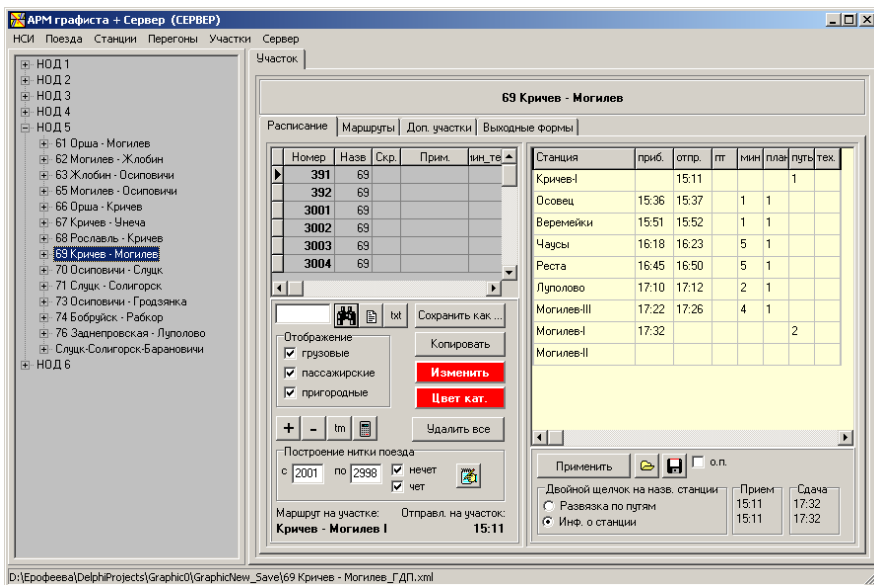 АРМ графиста + Сервер (СЕРВЕР)
НСИ Поезда Станции Перегоны Участки Сервер
НОД 1
НОД 2
НОД 3
НОД 4
НОД 5
61 Орша - Могилев
62 Могилев - Жлобин
63 Жлобин - Осиповичи
65 Могилев - Осиповичи
66 Орша - Кричев
67 Кричев - Унеча
68 Рославль - Кричев
69 Кричев - Могилев
70 Осиповичи - Слуцк
71 Слуцк - Солигорск
73 Осиповичи - Гродзянка
74 Бобруйск - Рабкор
76 Заднепровская - Луполово
Слуцк-Солигорск-Барановичи
НОД 6
Участок
69 Кричев - Могилев
Расписание Маршруты Доп. участки Выходные формы
Номер Назв Скр. Прим. мин_те
391 69
392 69
3001 69
3002 69
3003 69
3004 69
txt Сохранить как ...
Отображение
грузовые
пассажирские
пригородные
Копировать
Изменить
Цвет кат.
+ - tm Удалить все
Построение нитки поезда
с 2001 по 2998 нечет
чет
Маршрут на участке: Отправл. на участок:
Кричев - Могилев I 15:11
Станция приб. отпр. пт мин план путь тех.
Кричев-I 15:11 1
Осовец 15:36 15:37 1 1
Веремейки 15:51 15:52 1 1
Чаусы 16:18 16:23 5 1
Реста 16:45 16:50 5 1
Луполово 17:10 17:12 2 1
Могилев-III 17:22 17:26 4 1
Могилев-I 17:32 2
Могилев-II
Применить о.п.
Двойной щелчок на назв. станции
Развязка по путям
Инф. о станции
Прием
15:11
15:11
Сдача
17:32
17:32
D:\Ерофеева\DelphiProjects\Graphic0\GraphicNew_Save\69 Кричев - Могилев_ГДП.xml